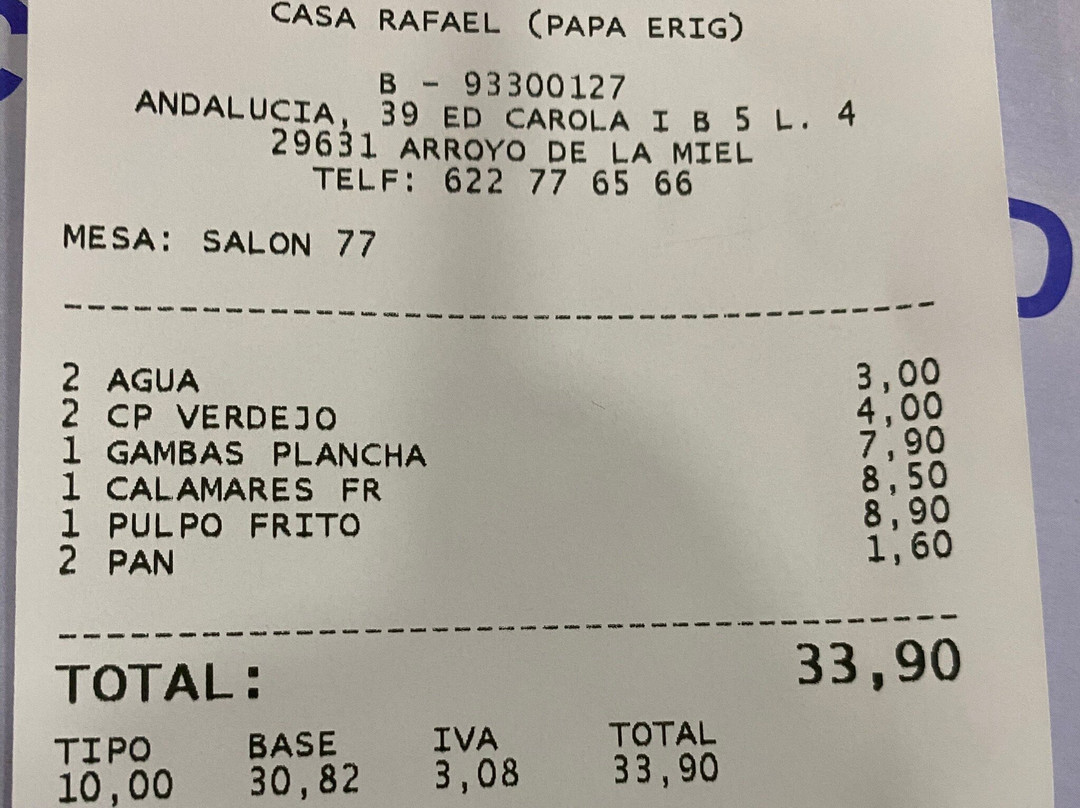 CASA RAFAEL (PAPA ERIG)
B - 93300127
ANDALUCIA, 39 ED CAROLA I B 5 L. 4
29631 ARROYO DE LA MIEL
TELF: 622 77 65 66
MESA: SALON 77
2 AGUA 3,00
2 CP VERDEJO 4,00
1 GAMBAS PLANCHA 7,90
1 CALAMARES FR 8,50
1 PULPO FRITO 8,90
2 PAN 1,60
TOTAL: 33,90
TIPO BASE IVA TOTAL
10,00 30,82 3,08 33,90